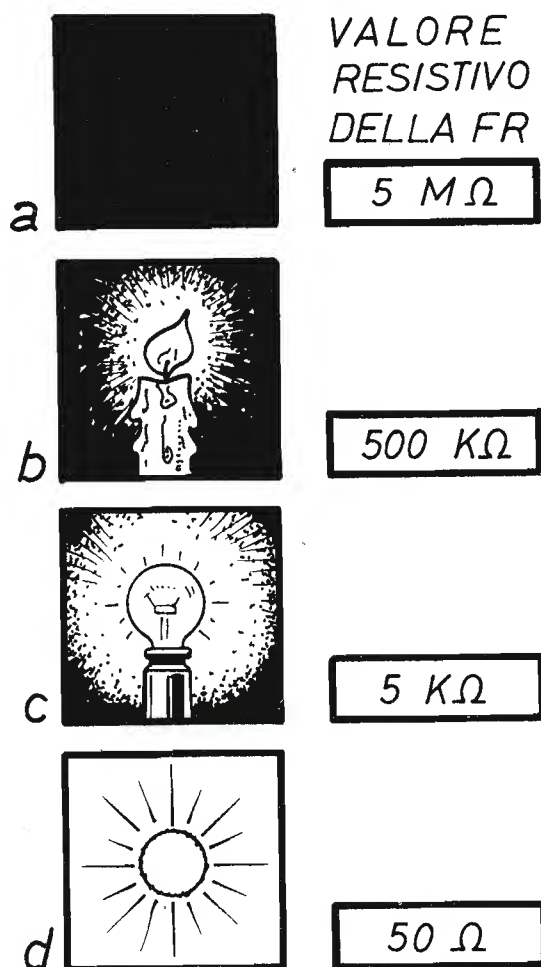 VALORE
RESISTIVO
DELLA FR
a
5 MΩ
b
500 KΩ
c
5 KΩ
d
50 Ω